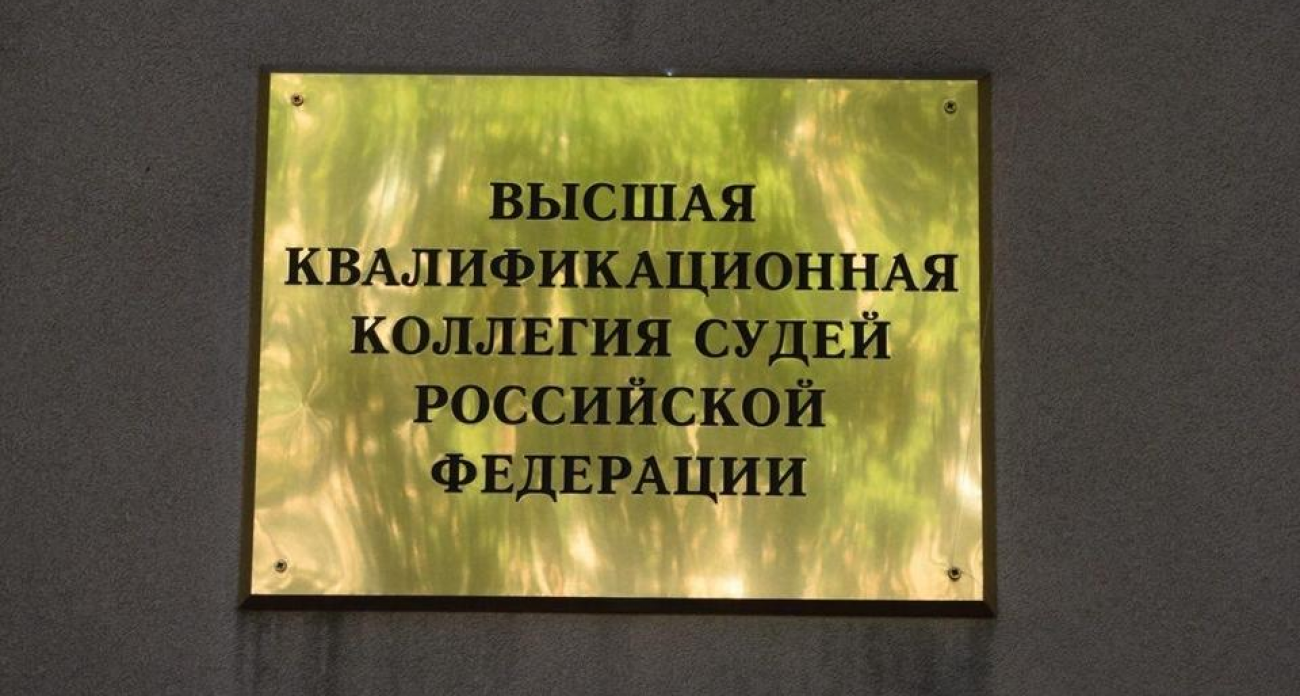 ВЫСШАЯ
КВАЛИФИКАЦИОННАЯ
КОЛЛЕГИЯ СУДЕЙ
РОССИЙСКОЙ
ФЕДЕРАЦИИ